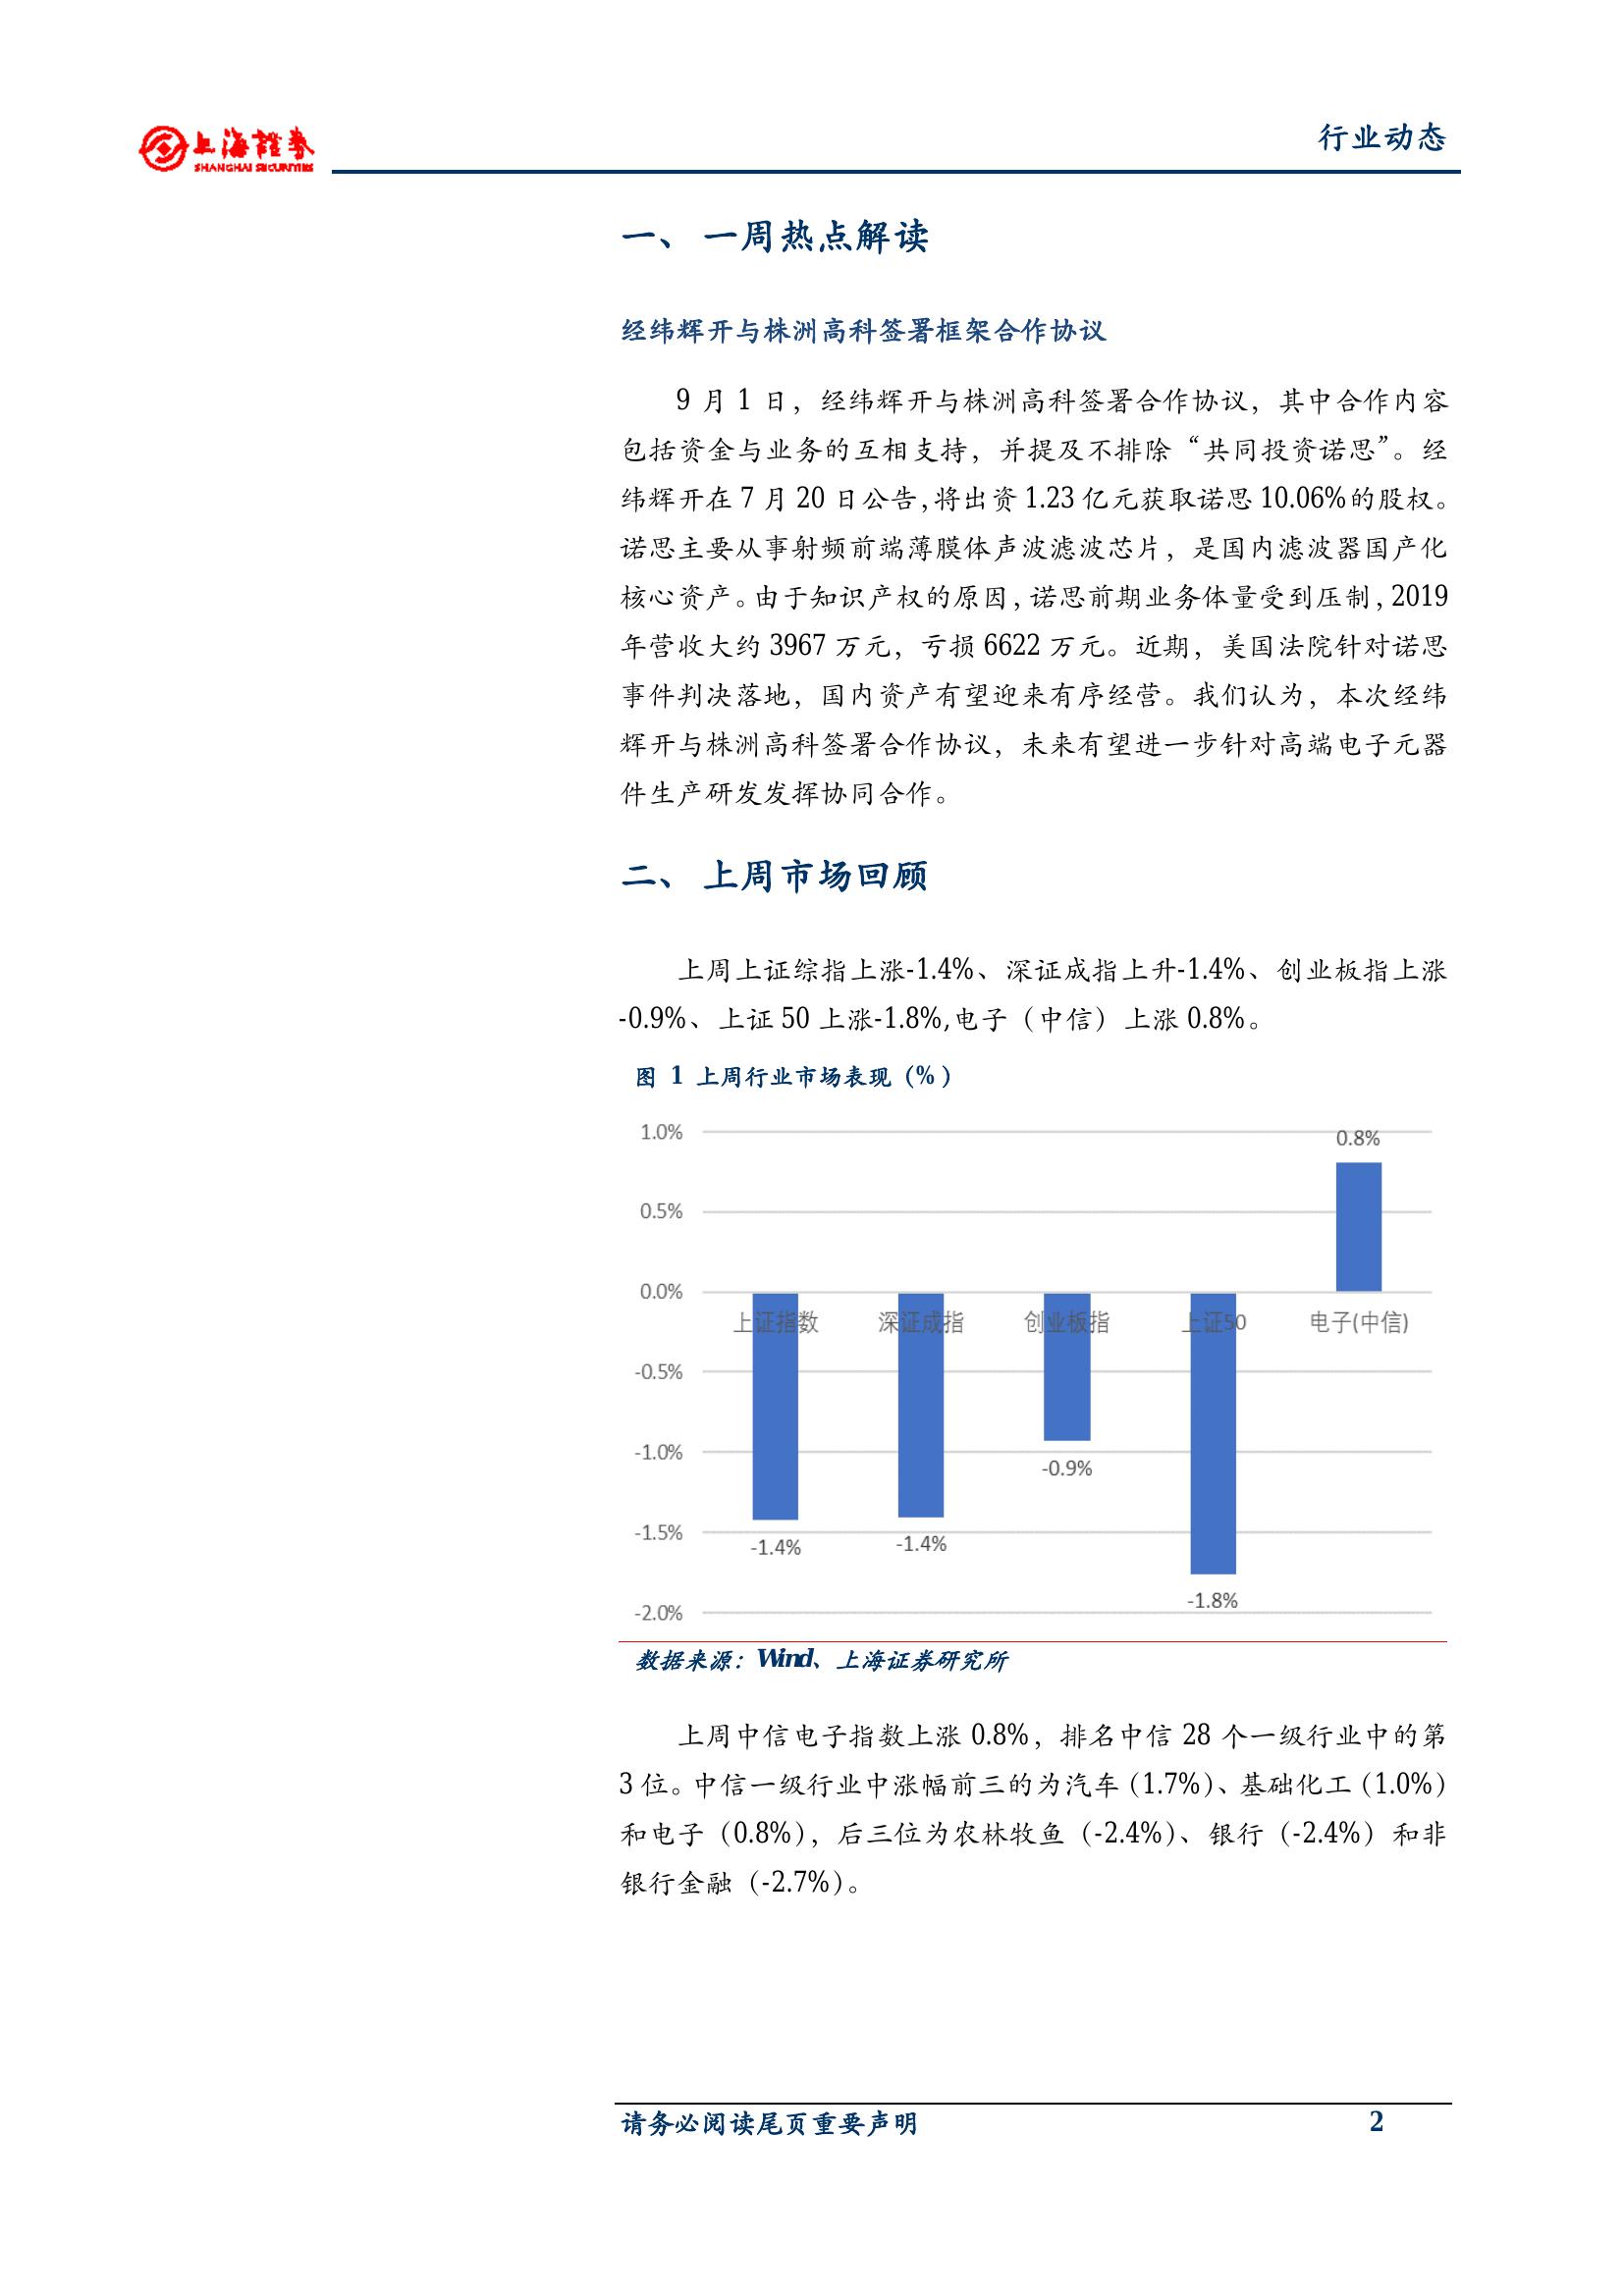 上海證券
SHANGHAI SECURITIES
行业动态
一、 一周热点解读
经纬辉开与株洲高科签署框架合作协议
9 月 1 日，经纬辉开与株洲高科签署合作协议，其中合作内容
包括资金与业务的互相支持，并提及不排除“共同投资诺思”。经
纬辉开在 7 月 20 日公告,将出资 1.23 亿元获取诺思 10.06%的股权。
诺思主要从事射频前端薄膜体声波滤波芯片，是国内滤波器国产化
核心资产。由于知识产权的原因,诺思前期业务体量受到压制,2019
年营收大约 3967 万元，亏损 6622 万元。近期，美国法院针对诺思
事件判决落地，国内资产有望迎来有序经营。我们认为，本次经纬
辉开与株洲高科签署合作协议，未来有望进一步针对高端电子元器
件生产研发发挥协同合作。
二、 上周市场回顾
上周上证综指上涨-1.4%、深证成指上升-1.4%、创业板指上涨
-0.9%、上证 50 上涨-1.8%,电子（中信）上涨 0.8%。
图 1 上周行业市场表现（%）
1.0%
0.8%
0.5%
0.0%
上证指数 深证成指 创业板指 上证50 电子(中信)
-0.5%
-1.0%
-0.9%
-1.5%
-1.4% -1.4%
-1.8%
-2.0%
数据来源：Wind、上海证券研究所
上周中信电子指数上涨 0.8%，排名中信 28 个一级行业中的第
3 位。中信一级行业中涨幅前三的为汽车（1.7%）、基础化工（1.0%）
和电子（0.8%），后三位为农林牧鱼（-2.4%）、银行（-2.4%）和非
银行金融（-2.7%）。
请务必阅读尾页重要声明 2